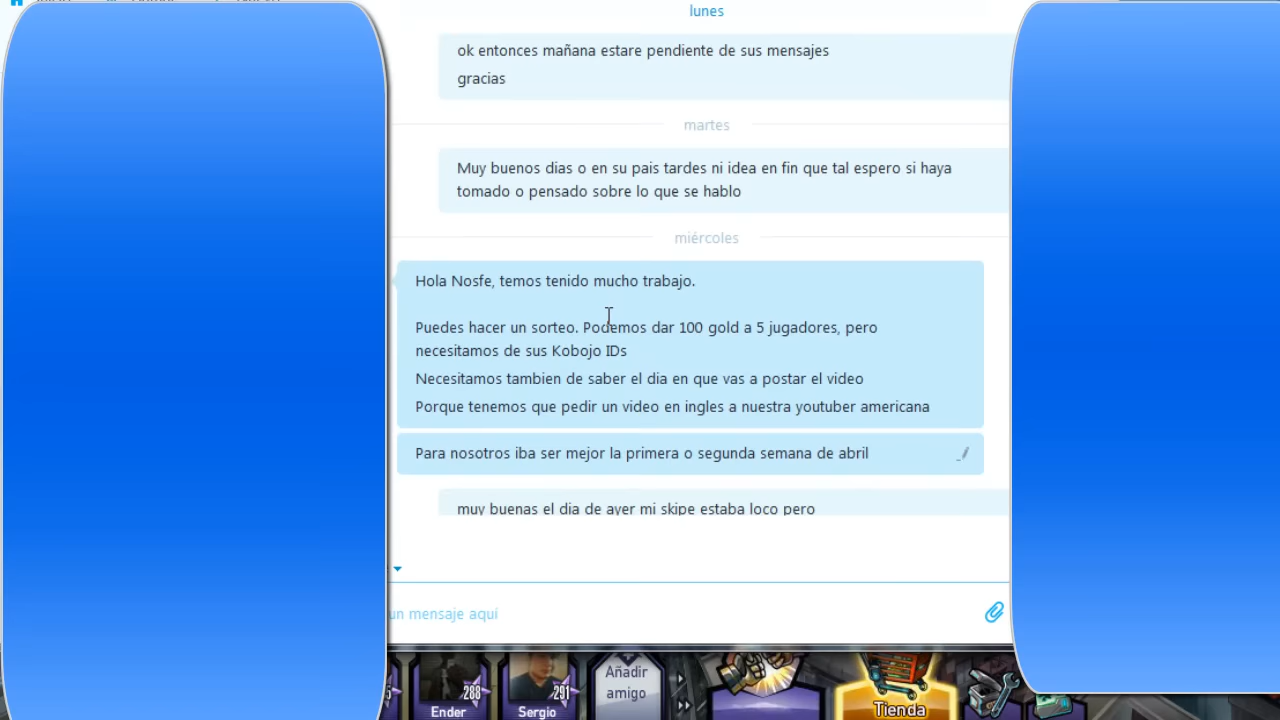 lunes
ok entonces mañana estare pendiente de sus mensajes
gracias
martes
Muy buenos dias o en su pais tardes ni idea en fin que tal espero si haya
tomado o pensado sobre lo que se hablo
miércoles
Hola Nosfe, temos tenido mucho trabajo.
Puedes hacer un sorteo. Podemos dar 100 gold a 5 jugadores, pero
necesitamos de sus Kobojo IDs
Necesitamos tambien de saber el dia en que vas a postar el video
Porque tenemos que pedir un video en ingles a nuestra youtuber americana
Para nosotros iba ser mejor la primera o segunda semana de abril
muy buenas el dia de ayer mi skipe estaba loco pero
un mensaje aquí
288
Ender
291
Sergio
Añadir
amigo
Tienda